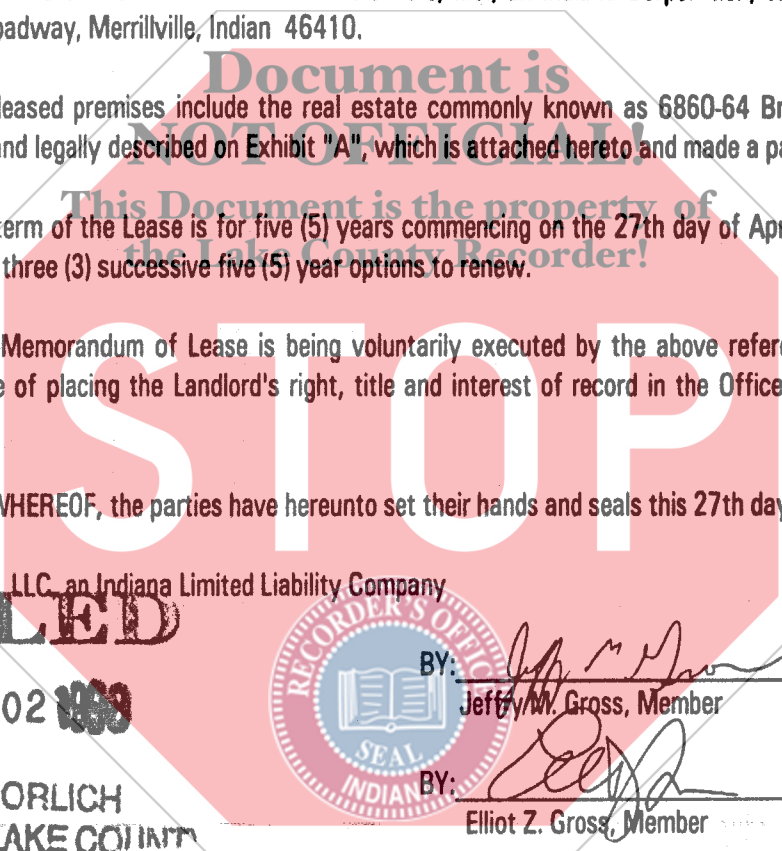 oadway, Merrillville, Indian 46410.
Document is
leased premises include the real estate commonly known as 6860-64 Br
NOT OFFICIAL!
and legally described on Exhibit "A", which is attached hereto and made a pa
This Document is the property of
term of the Lease is for five (5) years commencing on the 27th day of Apr
the Lake County Recorder!
three (3) successive five (5) year options to renew.
Memorandum of Lease is being voluntarily executed by the above refere
e of placing the Landlord's right, title and interest of record in the Office
STOP
WHEREOF, the parties have hereunto set their hands and seals this 27th day
LLC, an Indiana Limited Liability Company
LED
RECORDER'S OFFICE
BY:
02 1999
Jeffry M. Gross, Member
SEAL
INDIANA
BY:
ORLICH
Elliot Z. Gross, Member
LAKE COUNTY